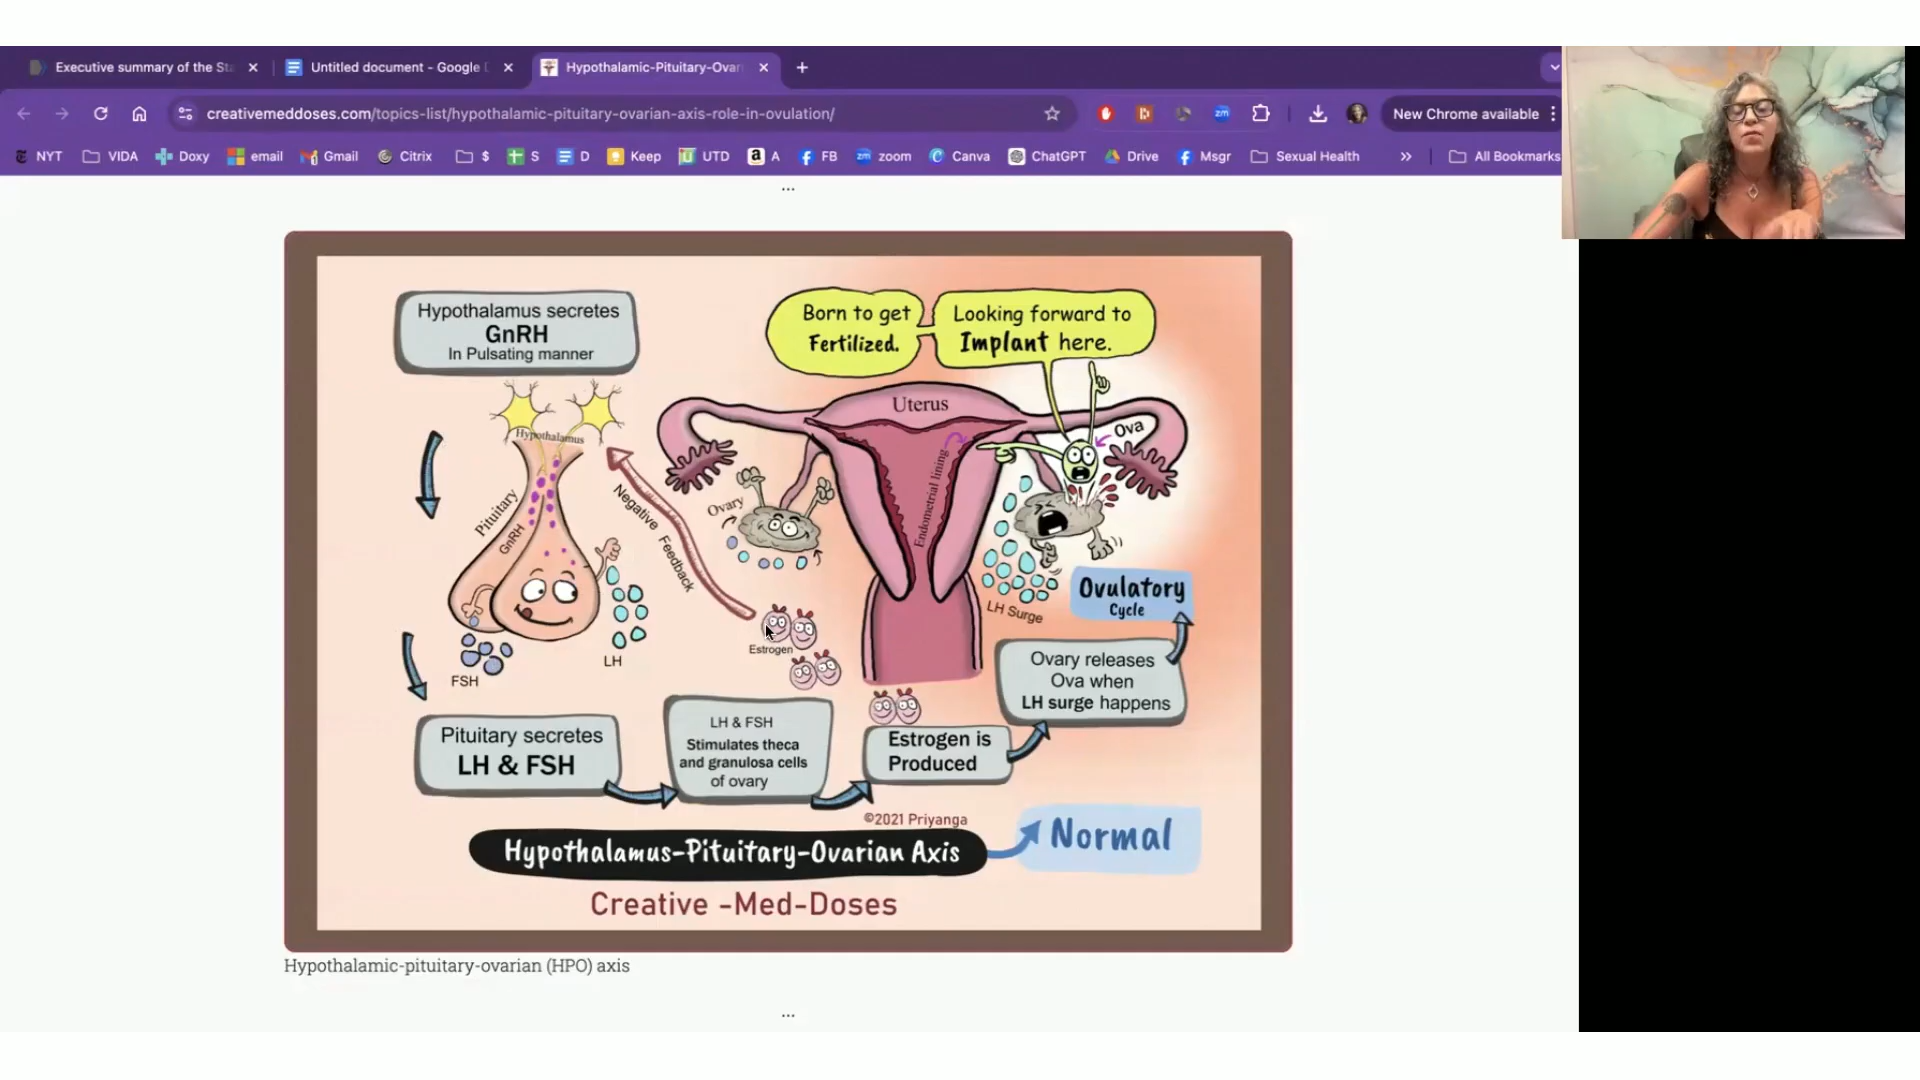 Executive summary of the Sta
Untitled document - Google D
Hypothalamic-Pituitary-Ovari
creativemeddoses.com/topics-list/hypothalamic-pituitary-ovarian-axis-role-in-ovulation/
New Chrome available
NYT
VIDA
Doxy
email
Gmail
Citrix
$
S
D
Keep
UTD
A
FB
zoom
Canva
ChatGPT
Drive
Msgr
Sexual Health
»
All Bookmarks
...
Hypothalamus secretes
GnRH
In Pulsating manner
Born to get
Fertilized.
Looking forward to
Implant here.
Hypothalamus
Pituitary
GnRH
FSH
LH
Negative Feedback
Uterus
Endometrial lining
Ovary
Ova
Estrogen
LH Surge
Ovulatory
Cycle
Ovary releases
Ova when
LH surge happens
Pituitary secretes
LH & FSH
LH & FSH
Stimulates theca
and granulosa cells
of ovary
Estrogen is
Produced
©2021 Priyanga
Hypothalamus-Pituitary-Ovarian Axis
Normal
Creative -Med-Doses
Hypothalamic-pituitary-ovarian (HPO) axis
...